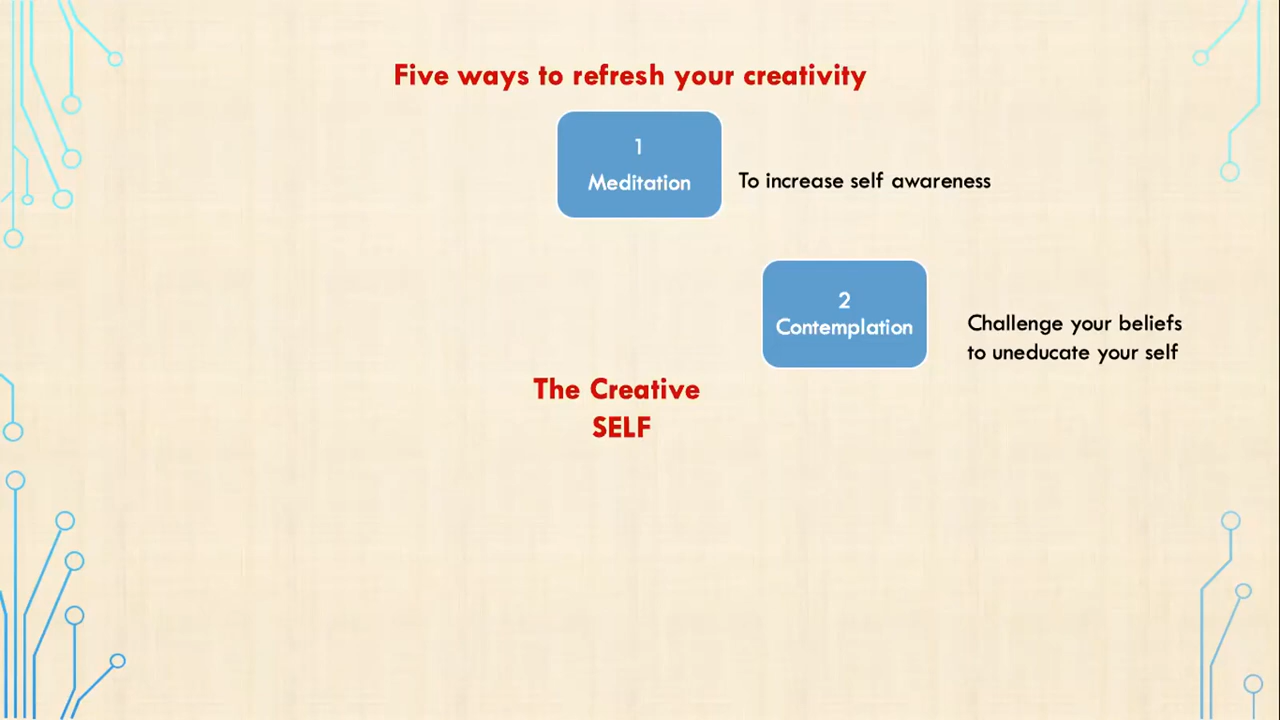 Five ways to refresh your creativity
1
Meditation
To increase self awareness
2
Contemplation
Challenge your beliefs
to uneducate your self
The Creative
SELF